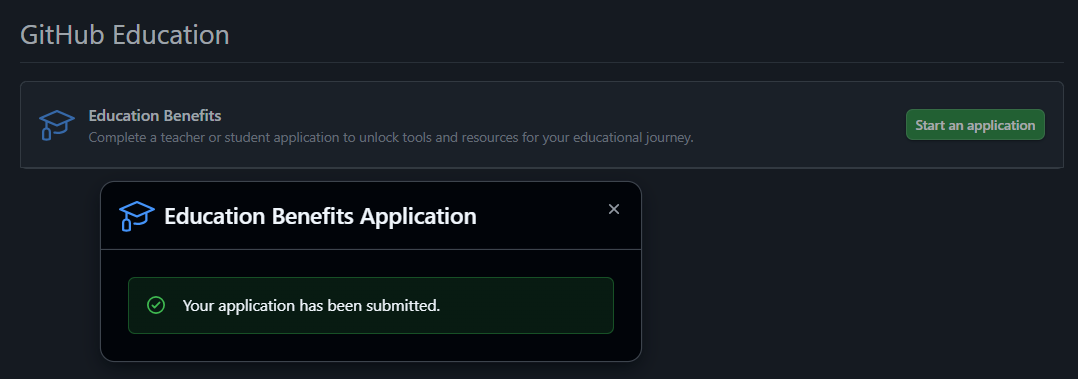 GitHub Education
Education Benefits
Complete a teacher or student application to unlock tools and resources for your educational journey.
Start an application
Education Benefits Application
Your application has been submitted.